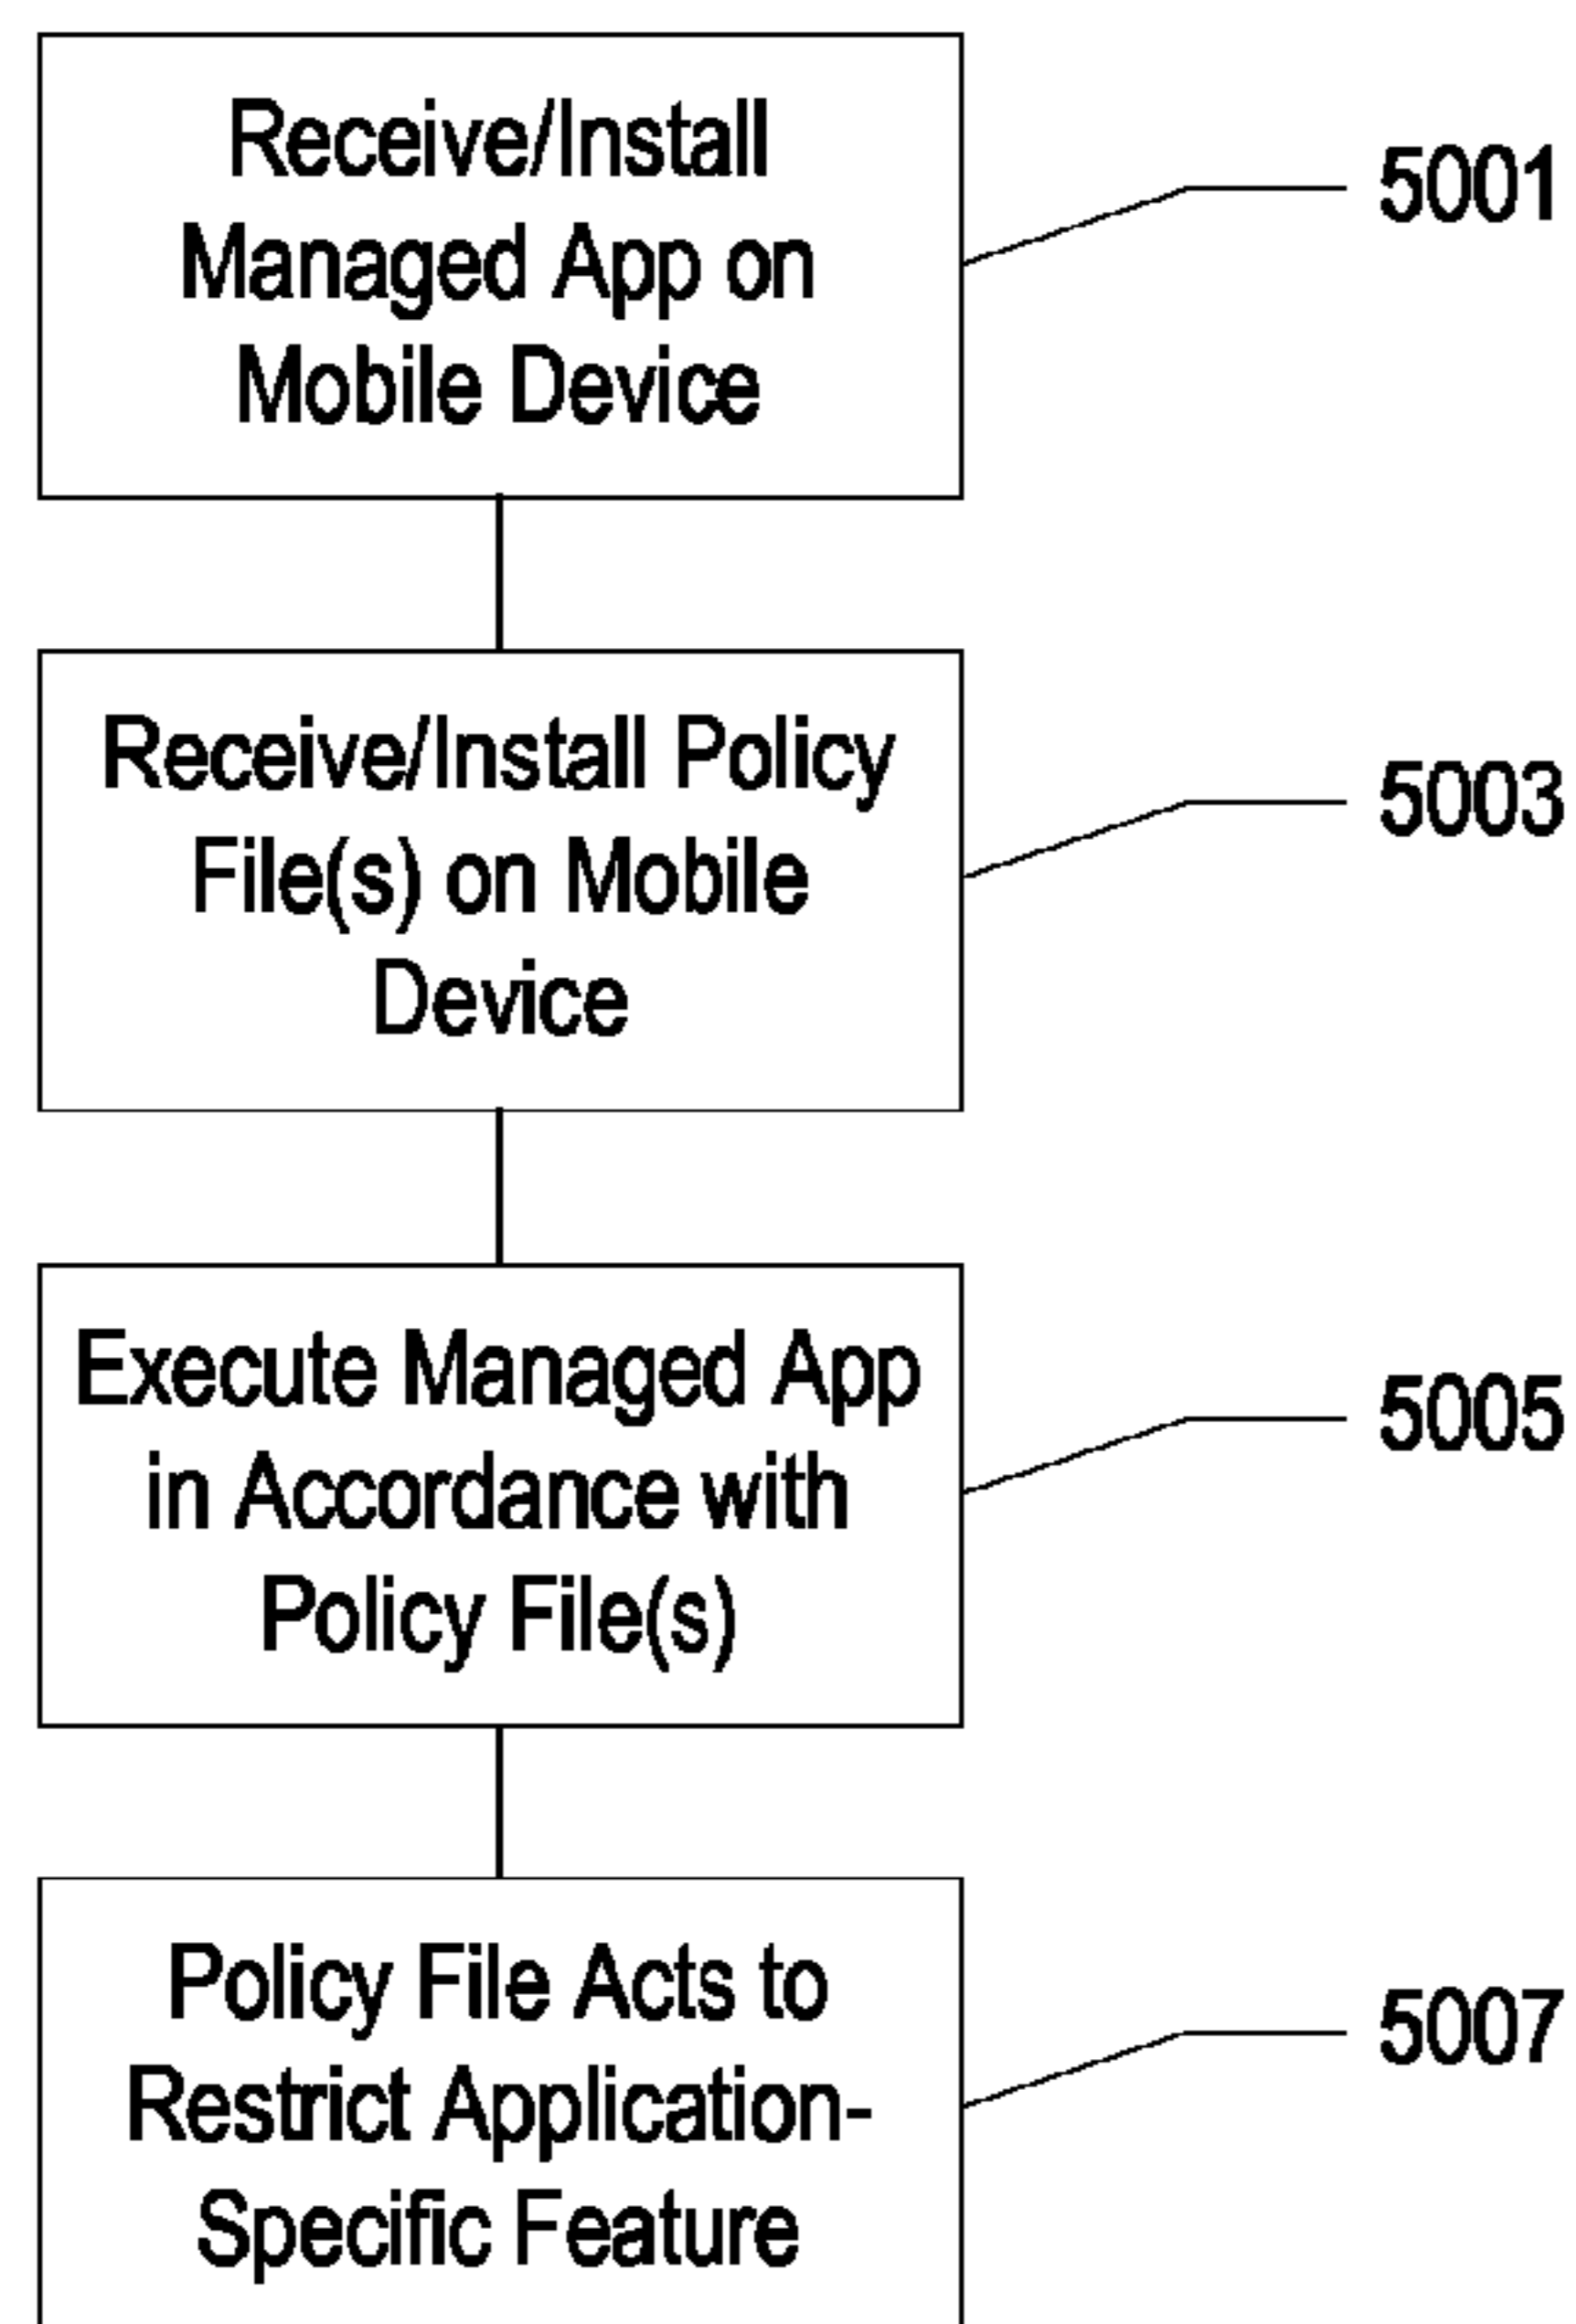 Receive/Install
Managed App on
Mobile Device
5001
Receive/Install Policy
File(s) on Mobile
Device
5003
Execute Managed App
in Accordance with
Policy File(s)
5005
Policy File Acts to
Restrict Application-
Specific Feature
5007